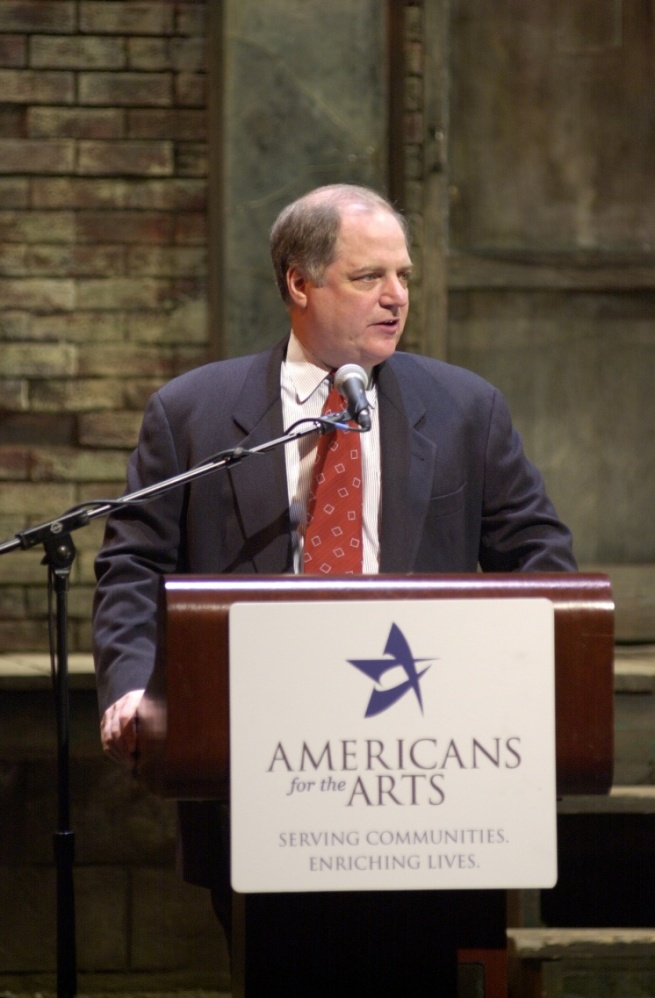 AMERICANS
for the ARTS
SERVING COMMUNITIES.
ENRICHING LIVES.